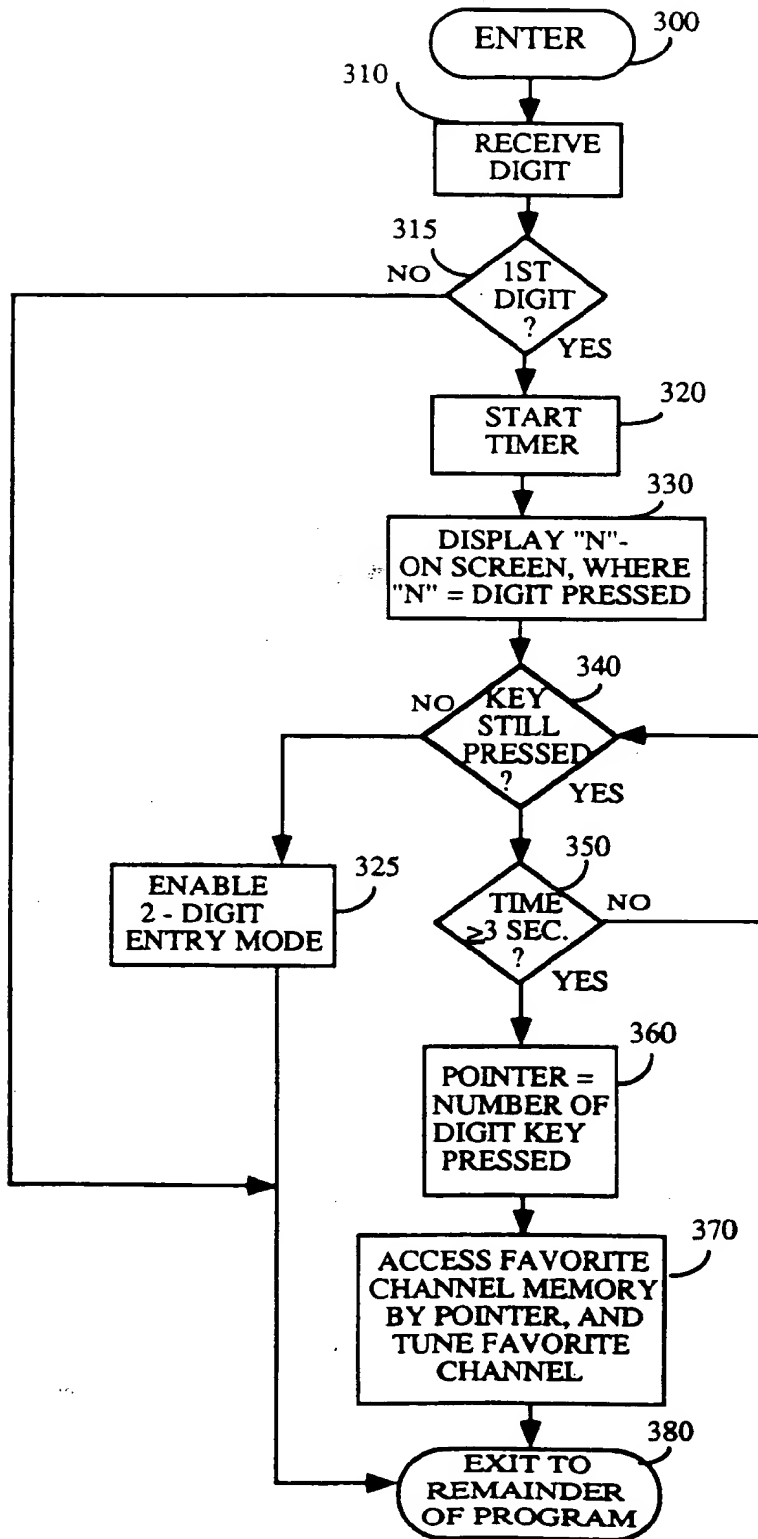 ENTER
300
310
RECEIVE
DIGIT
315
NO
1ST
DIGIT
?
YES
320
START
TIMER
330
DISPLAY "N"-
ON SCREEN, WHERE
"N" = DIGIT PRESSED
340
NO
KEY
STILL
PRESSED
?
YES
350
TIME
≥3 SEC.
?
NO
YES
325
ENABLE
2 - DIGIT
ENTRY MODE
360
POINTER =
NUMBER OF
DIGIT KEY
PRESSED
370
ACCESS FAVORITE
CHANNEL MEMORY
BY POINTER, AND
TUNE FAVORITE
CHANNEL
380
EXIT TO
REMAINDER
OF PROGRAM